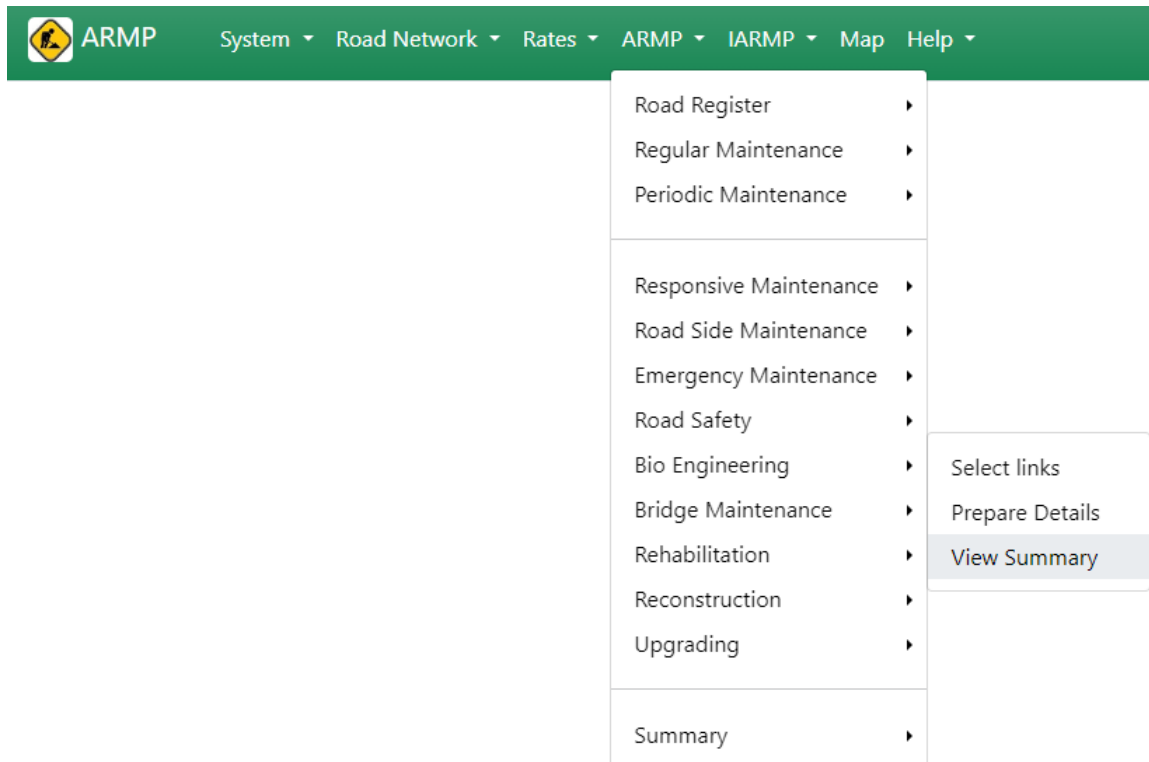 ARMP System Road Network Rates ARMP IARMP Map Help
Road Register
Regular Maintenance
Periodic Maintenance
Responsive Maintenance
Road Side Maintenance
Emergency Maintenance
Road Safety
Bio Engineering
Bridge Maintenance
Rehabilitation
Reconstruction
Upgrading
Summary
Select links
Prepare Details
View Summary